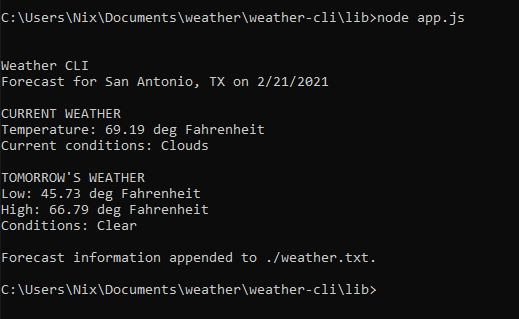 C:\Users\Nix\Documents\weather\weather-cli\lib>node app.js
Weather CLI
Forecast for San Antonio, TX on 2/21/2021
CURRENT WEATHER
Temperature: 69.19 deg Fahrenheit
Current conditions: Clouds
TOMORROW'S WEATHER
Low: 45.73 deg Fahrenheit
High: 66.79 deg Fahrenheit
Conditions: Clear
Forecast information appended to ./weather.txt.
C:\Users\Nix\Documents\weather\weather-cli\lib>